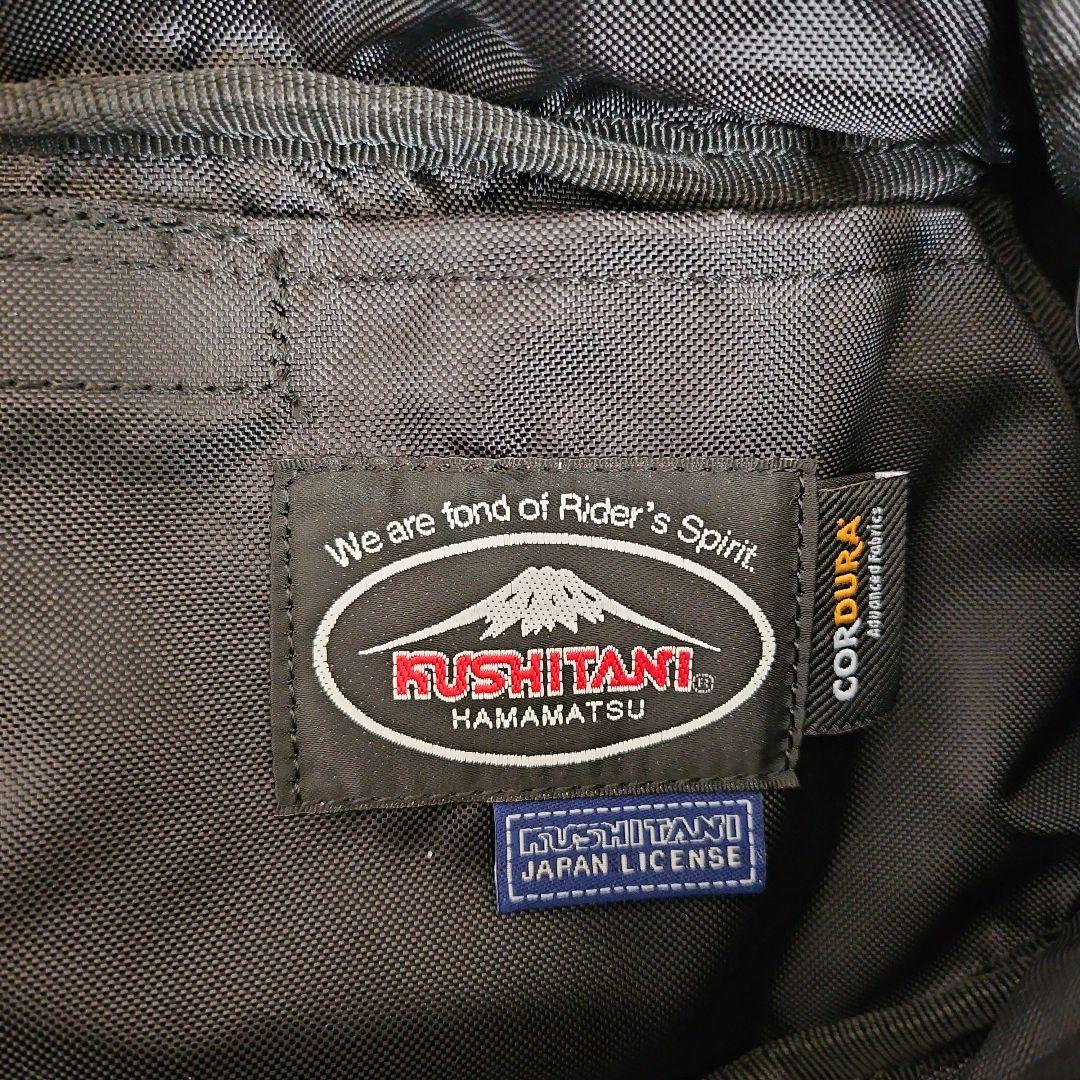 We are fond of Rider's Spirit.
KUSHITANI®
HAMAMATSU
CORDURA
Advanced Fabrics
KUSHITANI
JAPAN LICENSE